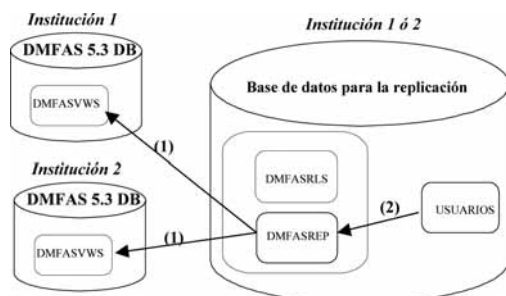 Institución 1
DMFAS 5.3 DB
DMFASVWS
Institución 2
DMFAS 5.3 DB
DMFASVWS
(1)
(1)
Institución 1 ó 2
Base de datos para la replicación
DMFASRLS
DMFASREP
(2)
USUARIOS